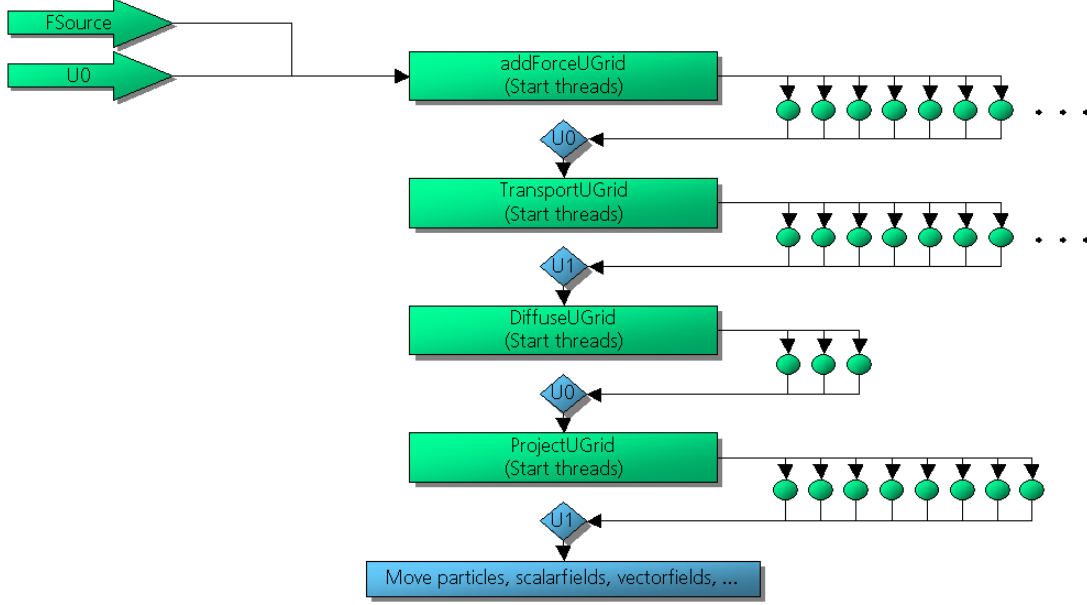 FSource
U0
addForceUGrid
(Start threads)
U0
TransportUGrid
(Start threads)
U1
DiffuseUGrid
(Start threads)
U0
ProjectUGrid
(Start threads)
U1
Move particles, scalarfields, vectorfields, ...